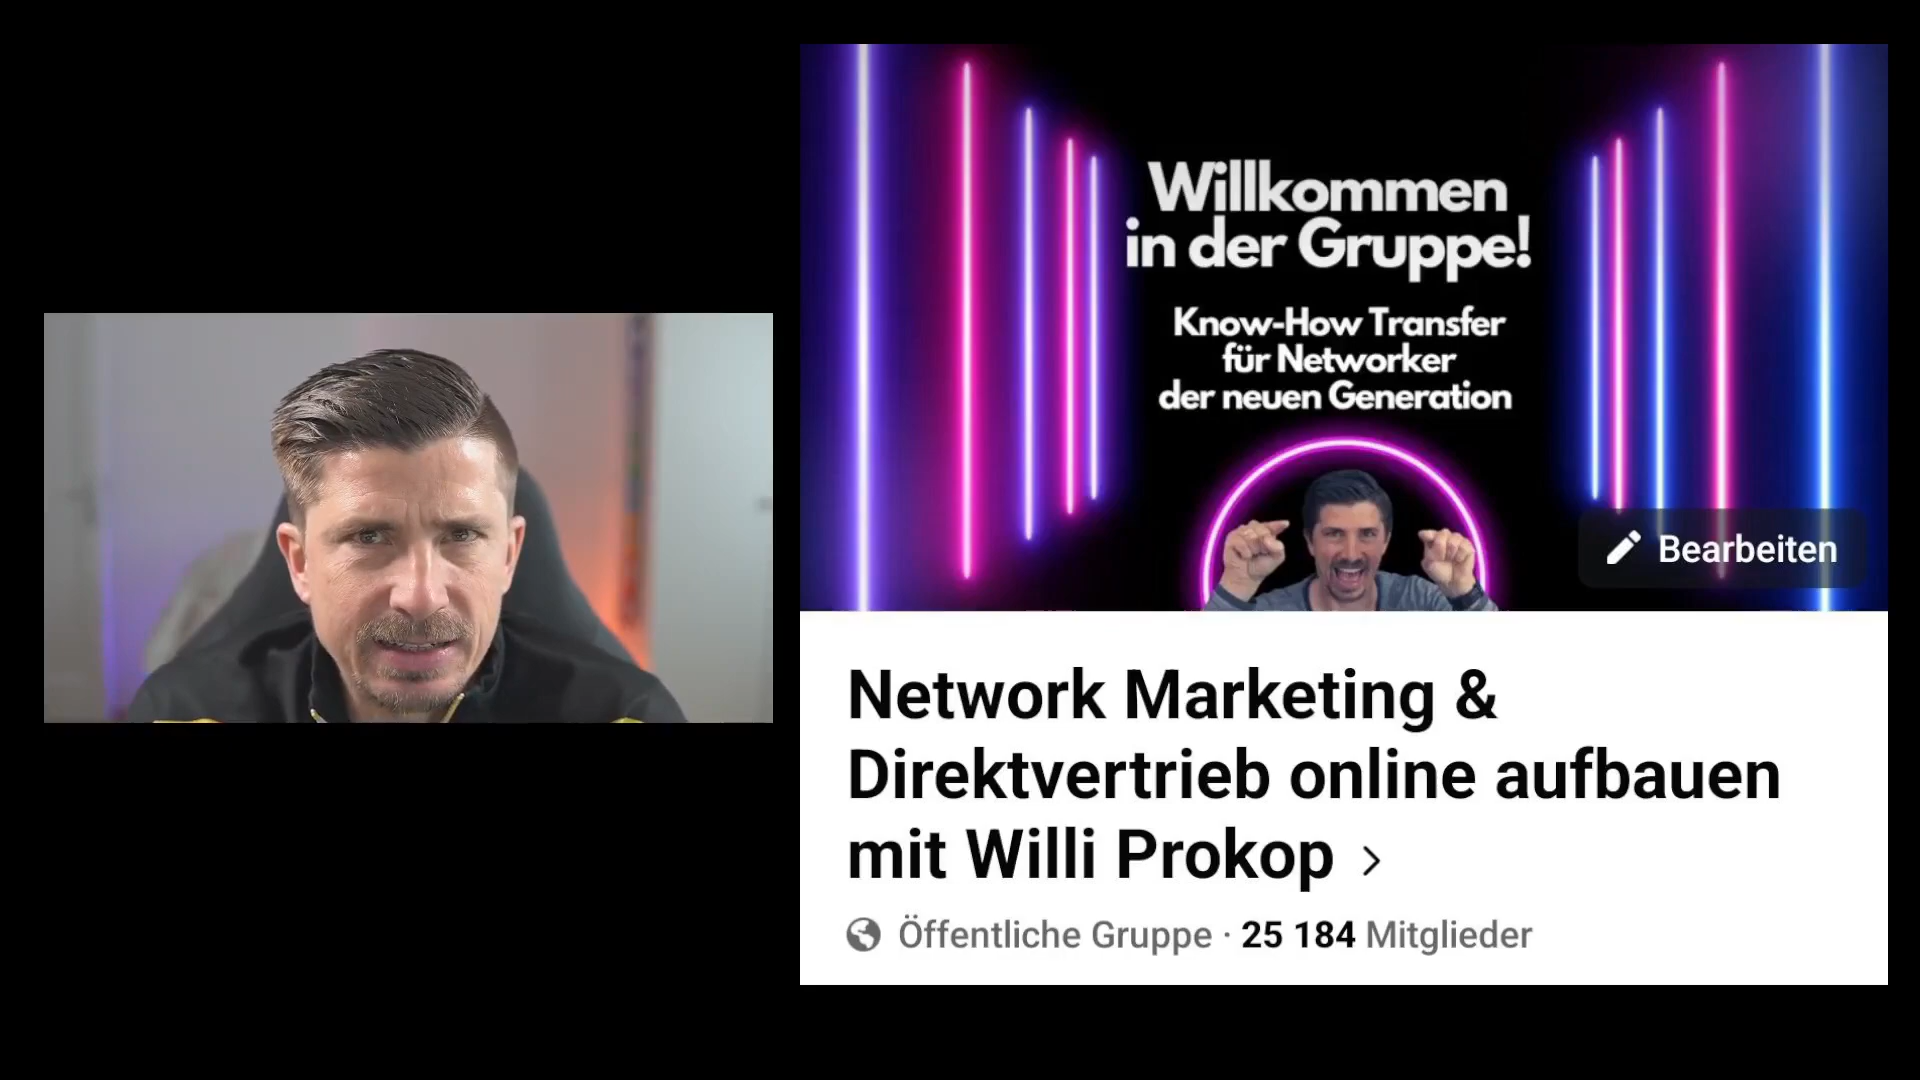 Willkommen
in der Gruppe!
Know-How Transfer
für Networker
der neuen Generation
Bearbeiten
Network Marketing &
Direktvertrieb online aufbauen
mit Willi Prokop >
Öffentliche Gruppe · 25 184 Mitglieder